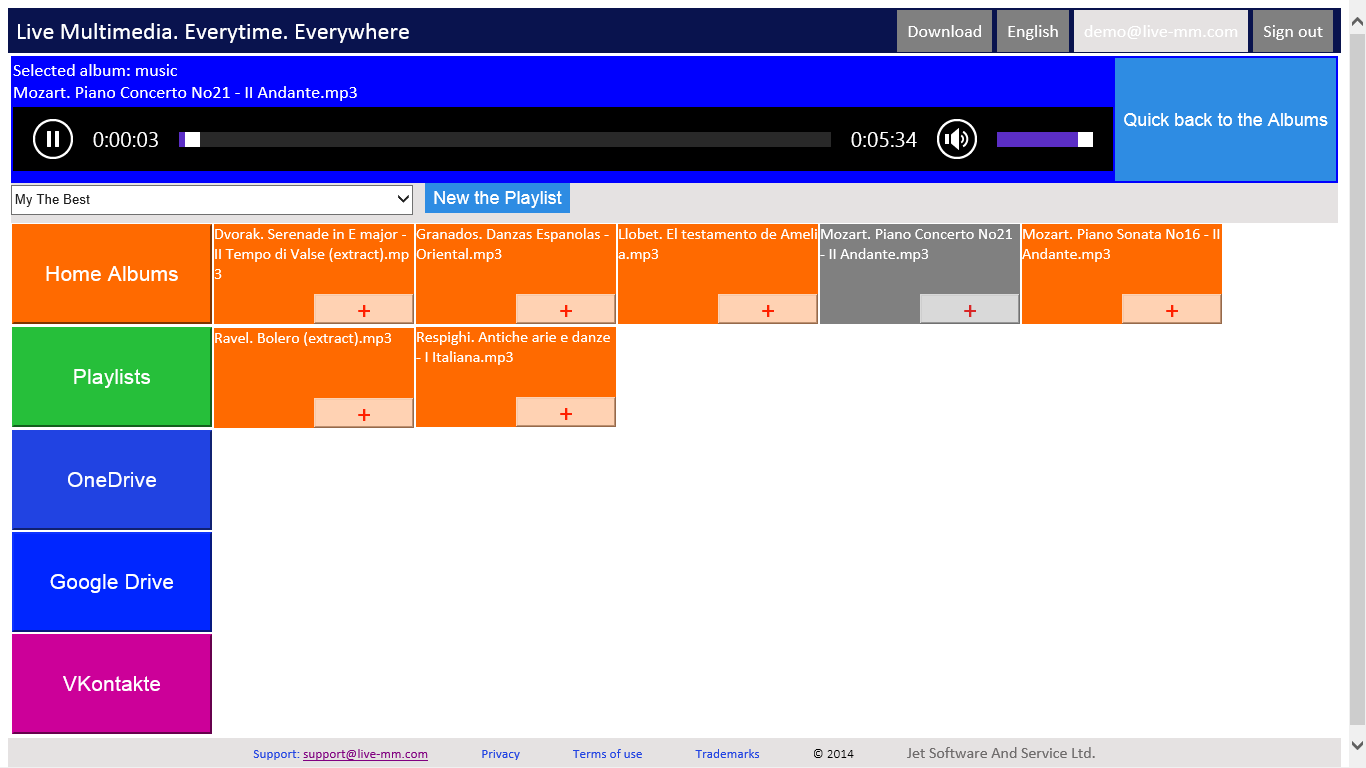 Live Multimedia. Everytime. Everywhere
Download
English
demo@live-mm.com
Sign out
Selected album: music
Mozart. Piano Concerto No21 - II Andante.mp3
0:00:03
0:05:34
Quick back to the Albums
My The Best
New the Playlist
Home Albums
Dvorak. Serenade in E major -
II Tempo di Valse (extract).mp
3
+
Granados. Danzas Espanolas -
Oriental.mp3
+
Llobet. El testamento de Ameli
a.mp3
+
Mozart. Piano Concerto No21
- II Andante.mp3
+
Mozart. Piano Sonata No16 - II
Andante.mp3
+
Playlists
Ravel. Bolero (extract).mp3
+
Respighi. Antiche arie e danze
- I Italiana.mp3
+
OneDrive
Google Drive
VKontakte
Support: support@live-mm.com
Privacy
Terms of use
Trademarks
© 2014
Jet Software And Service Ltd.